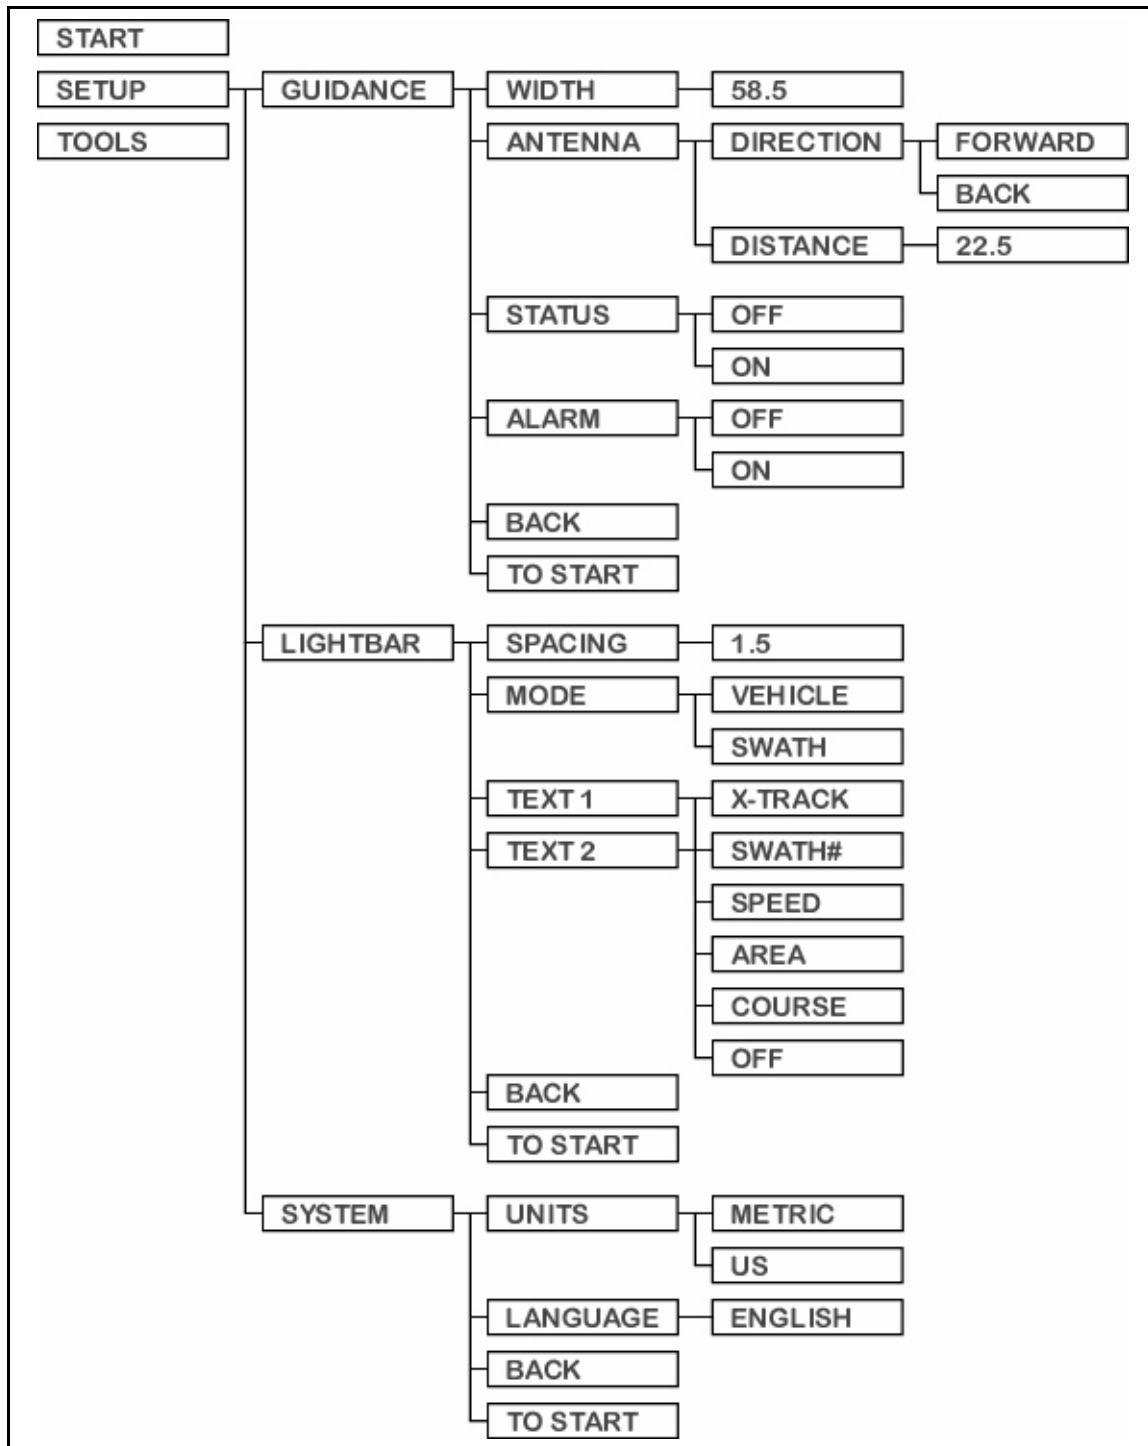 START
SETUP GUIDANCE WIDTH 58.5
TOOLS ANTENNA DIRECTION FORWARD
BACK
DISTANCE 22.5
STATUS OFF
ON
ALARM OFF
ON
BACK
TO START
LIGHTBAR SPACING 1.5
MODE VEHICLE
SWATH
TEXT 1 X-TRACK
TEXT 2 SWATH#
SPEED
AREA
COURSE
OFF
BACK
TO START
SYSTEM UNITS METRIC
US
LANGUAGE ENGLISH
BACK
TO START